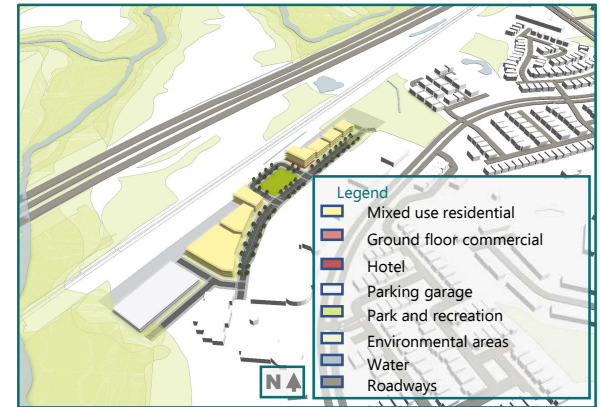 Legend
Mixed use residential
Ground floor commercial
Hotel
Parking garage
Park and recreation
Environmental areas
Water
Roadways
N